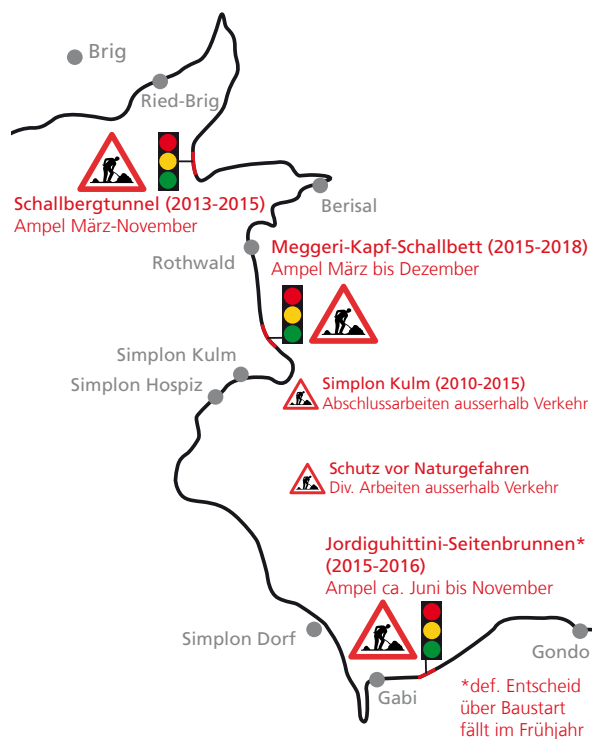 Brig
Ried-Brig
Schallbergtunnel (2013-2015)
Ampel März-November
Berisal
Rothwald
Meggeri-Kapf-Schallbett (2015-2018)
Ampel März bis Dezember
Simplon Kulm
Simplon Hospiz
Simplon Kulm (2010-2015)
Abschlussarbeiten ausserhalb Verkehr
Schutz vor Naturgefahren
Div. Arbeiten ausserhalb Verkehr
Jordiguhittini-Seitenbrunnen*
(2015-2016)
Ampel ca. Juni bis November
Simplon Dorf
Gondo
Gabi
*def. Entscheid
über Baustart
fällt im Frühjahr